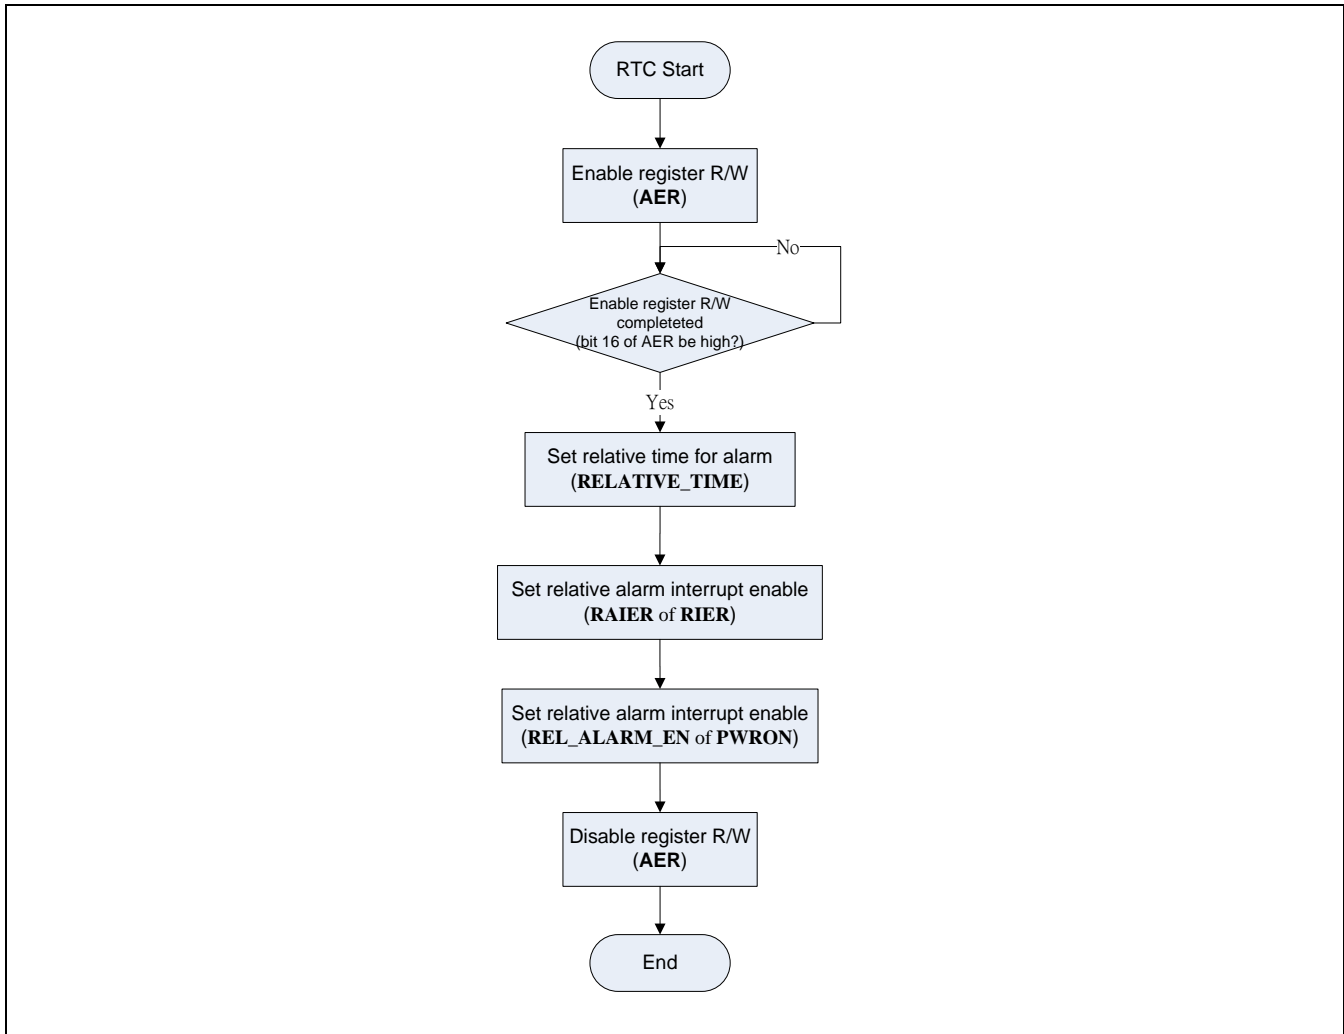 RTC Start
Enable register R/W
(AER)
No
Enable register R/W
completeted
(bit 16 of AER be high?)
Yes
Set relative time for alarm
(RELATIVE_TIME)
Set relative alarm interrupt enable
(RAIER of RIER)
Set relative alarm interrupt enable
(REL_ALARM_EN of PWRON)
Disable register R/W
(AER)
End